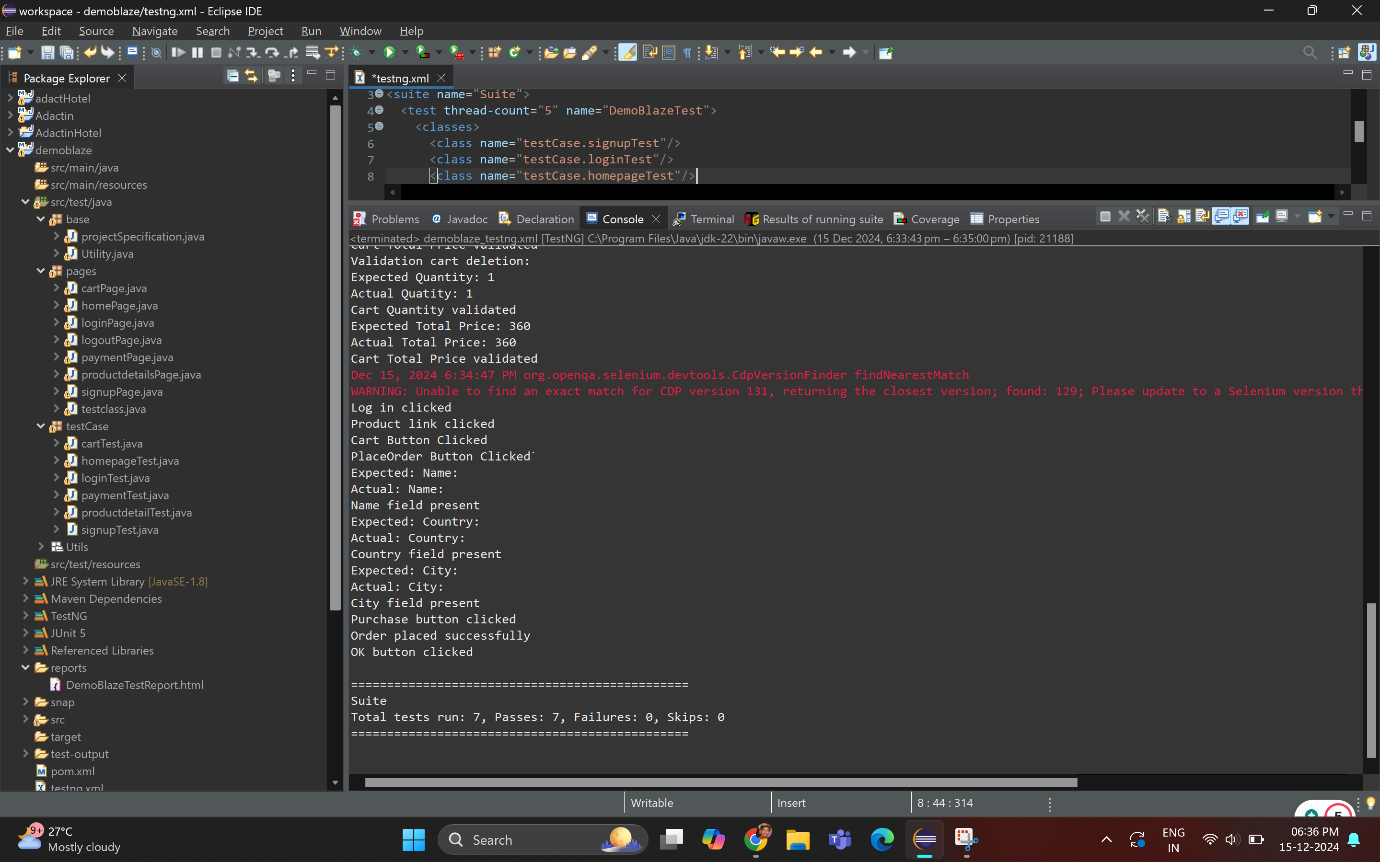 workspace - demoblaze/testng.xml - Eclipse IDE
File Edit Source Navigate Search Project Run Window Help
Package Explorer
adactHotel
Adactin
AdactinHotel
demoblaze
src/main/java
src/main/resources
src/test/java
base
projectSpecification.java
Utility.java
pages
cartPage.java
homePage.java
loginPage.java
logoutPage.java
paymentPage.java
productdetailsPage.java
signupPage.java
testclass.java
testCase
cartTest.java
homepageTest.java
loginTest.java
paymentTest.java
productdetailTest.java
signupTest.java
Utils
src/test/resources
JRE System Library [JavaSE-1.8]
Maven Dependencies
TestNG
JUnit 5
Referenced Libraries
reports
DemoBlazeTestReport.html
snap
src
target
test-output
pom.xml
testng.xml
*testng.xml
3 <suite name="Suite">
4 <test thread-count="5" name="DemoBlazeTest">
5 <classes>
6 <class name="testCase.signupTest"/>
7 <class name="testCase.loginTest"/>
8 <class name="testCase.homepageTest"/>
Problems Javadoc Declaration Console Terminal Results of running suite Coverage Properties
<terminated> demoblaze_testng.xml [TestNG] C:\Program Files\Java\jdk-22\bin\javaw.exe (15 Dec 2024, 6:33:43 pm – 6:35:00 pm) [pid: 21188]
Cart Total Price validated
Validation cart deletion:
Expected Quantity: 1
Actual Quatity: 1
Cart Quantity validated
Expected Total Price: 360
Actual Total Price: 360
Cart Total Price validated
Dec 15, 2024 6:34:47 PM org.openqa.selenium.devtools.CdpVersionFinder findNearestMatch
WARNING: Unable to find an exact match for CDP version 131, returning the closest version; found: 129; Please update to a Selenium version th
Log in clicked
Product link clicked
Cart Button Clicked
PlaceOrder Button Clicked`
Expected: Name:
Actual: Name:
Name field present
Expected: Country:
Actual: Country:
Country field present
Expected: City:
Actual: City:
City field present
Purchase button clicked
Order placed successfully
OK button clicked
===============================================
Suite
Total tests run: 7, Passes: 7, Failures: 0, Skips: 0
===============================================
Writable Insert 8 : 44 : 314
9+ 27°C
Mostly cloudy
Search
ENG
IN
06:36 PM
15-12-2024